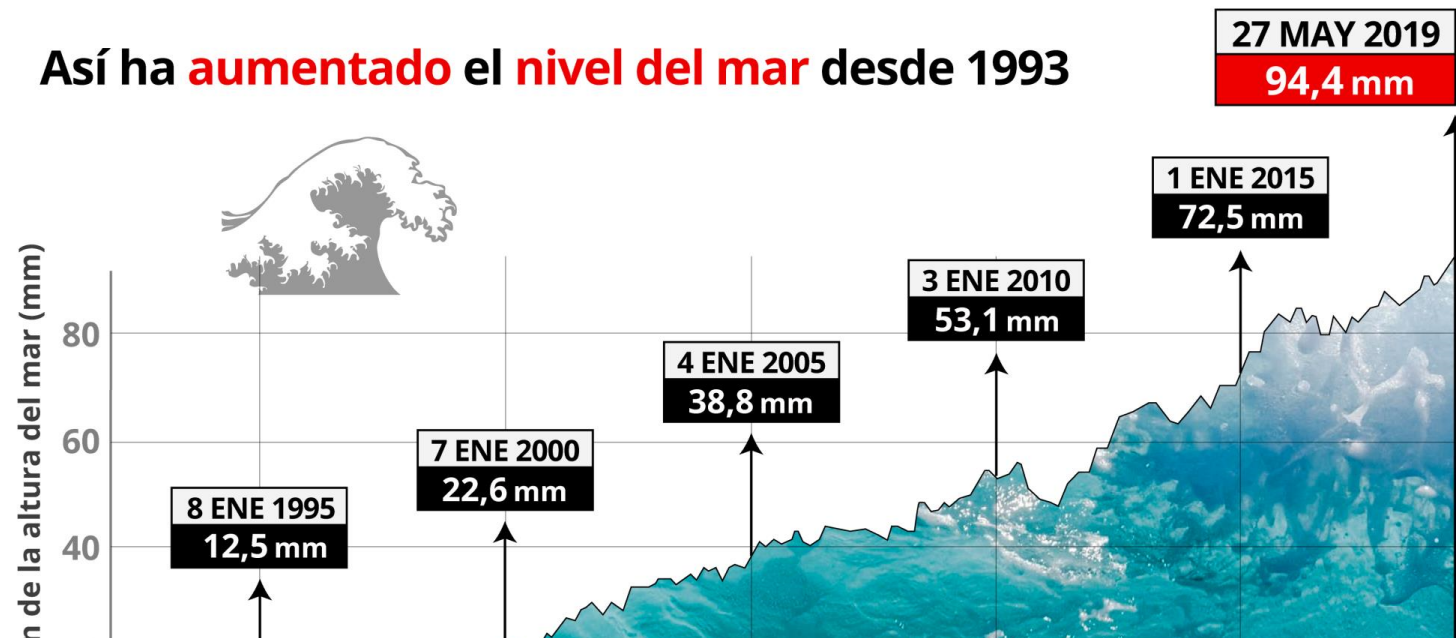 Así ha aumentado el nivel del mar desde 1993
27 MAY 2019
94,4 mm
1 ENE 2015
72,5 mm
3 ENE 2010
53,1 mm
4 ENE 2005
38,8 mm
7 ENE 2000
22,6 mm
8 ENE 1995
12,5 mm
de la altura del mar (mm)
80
60
40